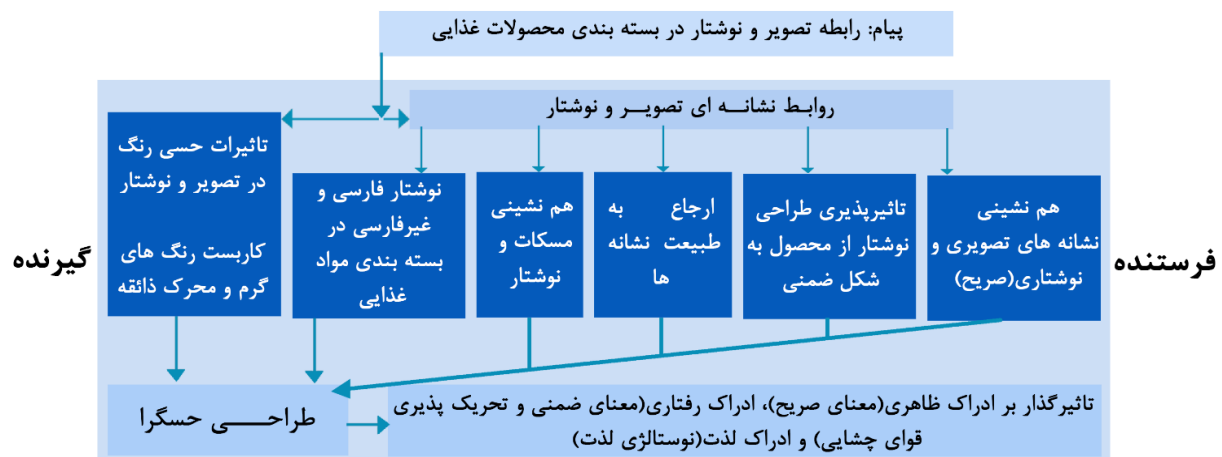 پیام: رابطه تصویر و نوشتار در بسته بندی محصولات غذایی
روابط نشانــه ای تصویــر و نوشتار
فرستنده
هم نشینی
نشانه های تصویری و
نوشتاری(صریح)
تاثیرپذیری طراحی
نوشتار از محصول به
شکل ضمنی
ارجاع به
طبیعت نشانه
ها
هم نشینی
مسکات و
نوشتار
نوشتار فارسی و
غیرفارسی در
بسته بندی مواد
غذایی
تاثیرات حسی رنگ
در تصویر و نوشتار
کاربست رنگ های
گرم و محرک ذائقه
گیرنده
طراحــــی حسگرا
تاثیرگذار بر ادراک ظاهری(معنای صریح)، ادراک رفتاری(معنای ضمنی و تحریک پذیری
قوای چشایی) و ادراک لذت(نوستالژی لذت)